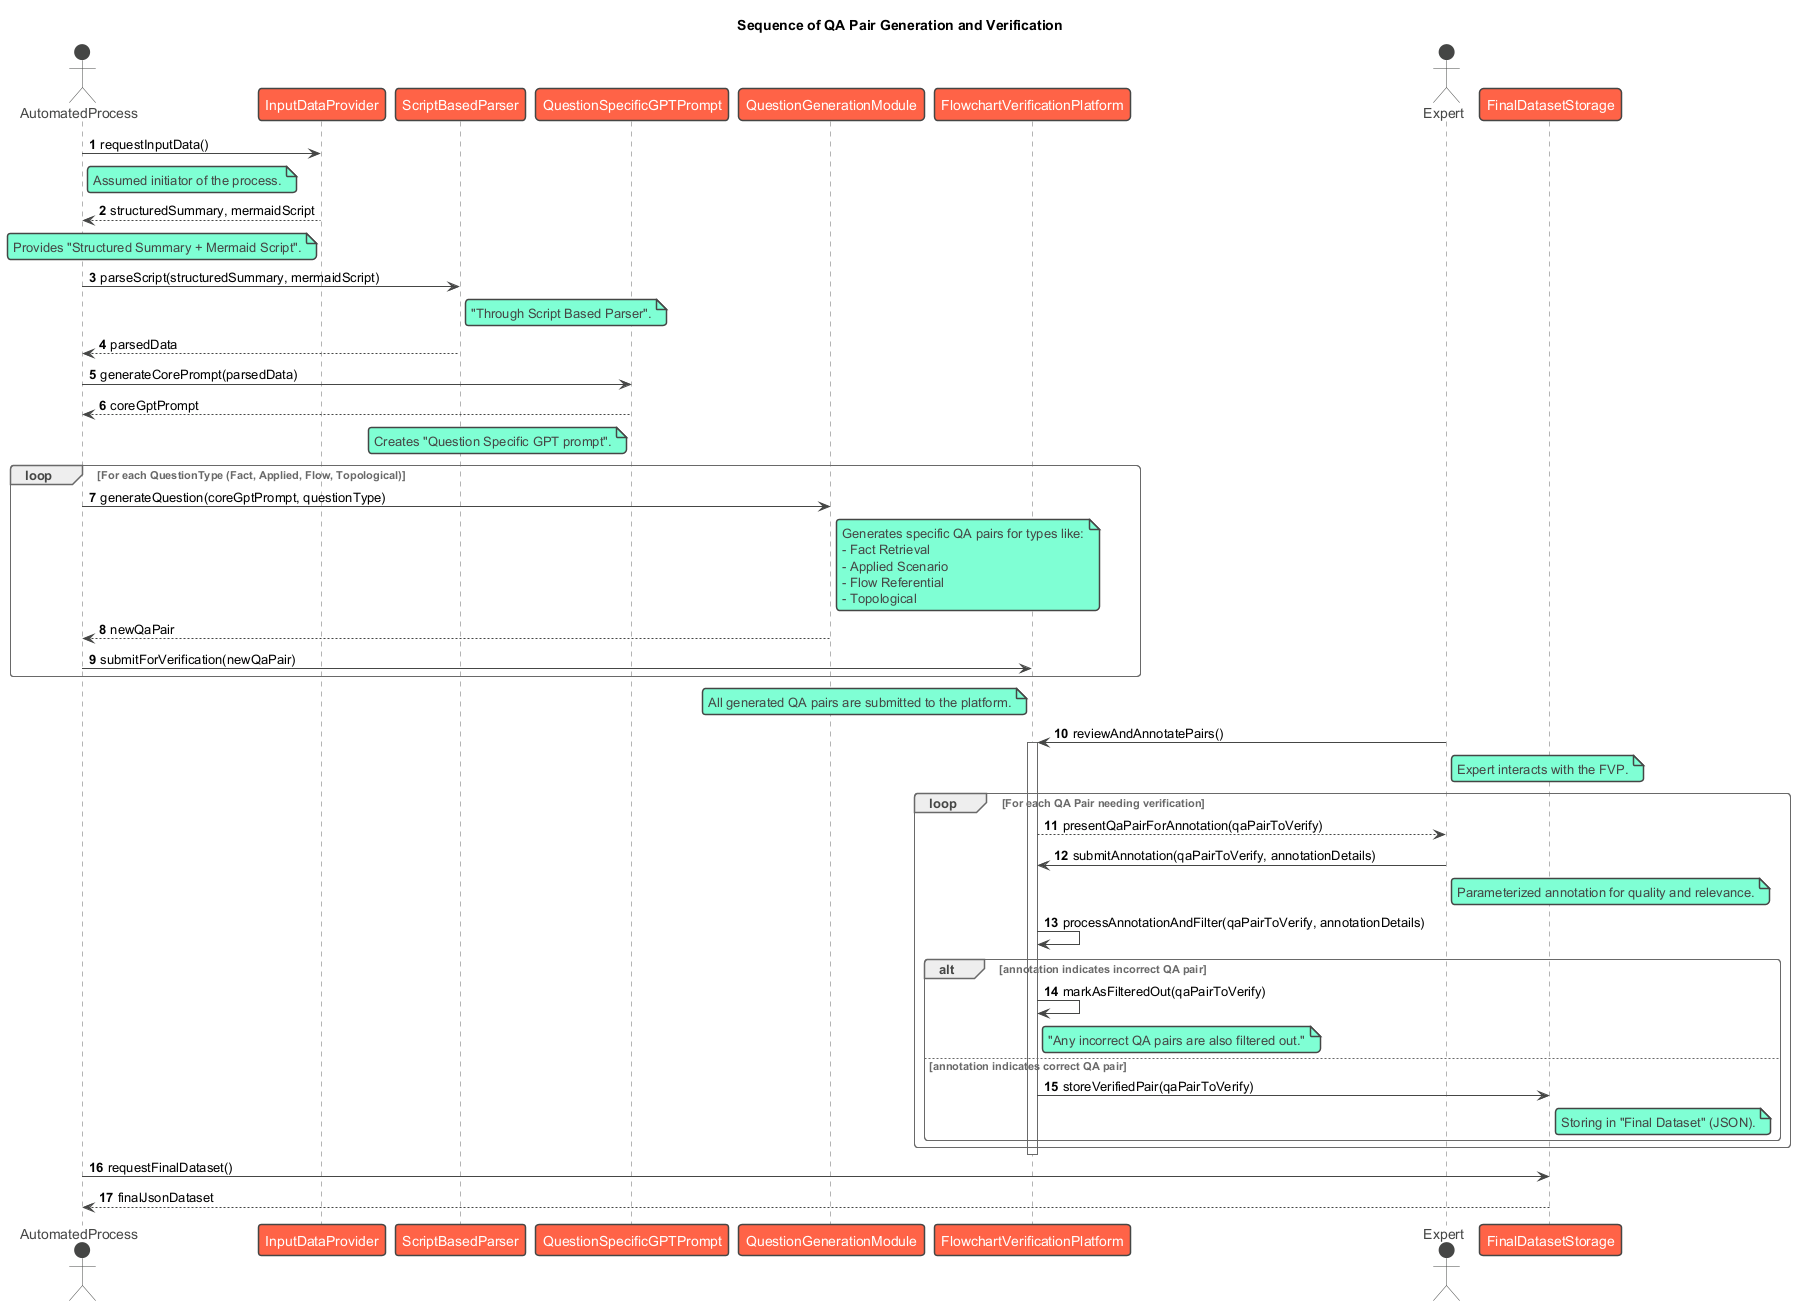 Sequence of QA Pair Generation and Verification
AutomatedProcess
InputDataProvider
ScriptBasedParser
QuestionSpecificGPTPrompt
QuestionGenerationModule
FlowchartVerificationPlatform
Expert
FinalDatasetStorage
1 requestInputData()
Assumed initiator of the process.
2 structuredSummary, mermaidScript
Provides "Structured Summary + Mermaid Script".
3 parseScript(structuredSummary, mermaidScript)
"Through Script Based Parser".
4 parsedData
5 generateCorePrompt(parsedData)
6 coreGptPrompt
Creates "Question Specific GPT prompt".
loop [For each QuestionType (Fact, Applied, Flow, Topological)]
7 generateQuestion(coreGptPrompt, questionType)
Generates specific QA pairs for types like:
- Fact Retrieval
- Applied Scenario
- Flow Referential
- Topological
8 newQaPair
9 submitForVerification(newQaPair)
All generated QA pairs are submitted to the platform.
10 reviewAndAnnotatePairs()
Expert interacts with the FVP.
loop [For each QA Pair needing verification]
11 presentQaPairForAnnotation(qaPairToVerify)
12 submitAnnotation(qaPairToVerify, annotationDetails)
Parameterized annotation for quality and relevance.
13 processAnnotationAndFilter(qaPairToVerify, annotationDetails)
alt [annotation indicates incorrect QA pair]
14 markAsFilteredOut(qaPairToVerify)
"Any incorrect QA pairs are also filtered out."
[annotation indicates correct QA pair]
15 storeVerifiedPair(qaPairToVerify)
Storing in "Final Dataset" (JSON).
16 requestFinalDataset()
17 finalJsonDataset
AutomatedProcess
InputDataProvider
ScriptBasedParser
QuestionSpecificGPTPrompt
QuestionGenerationModule
FlowchartVerificationPlatform
Expert
FinalDatasetStorage